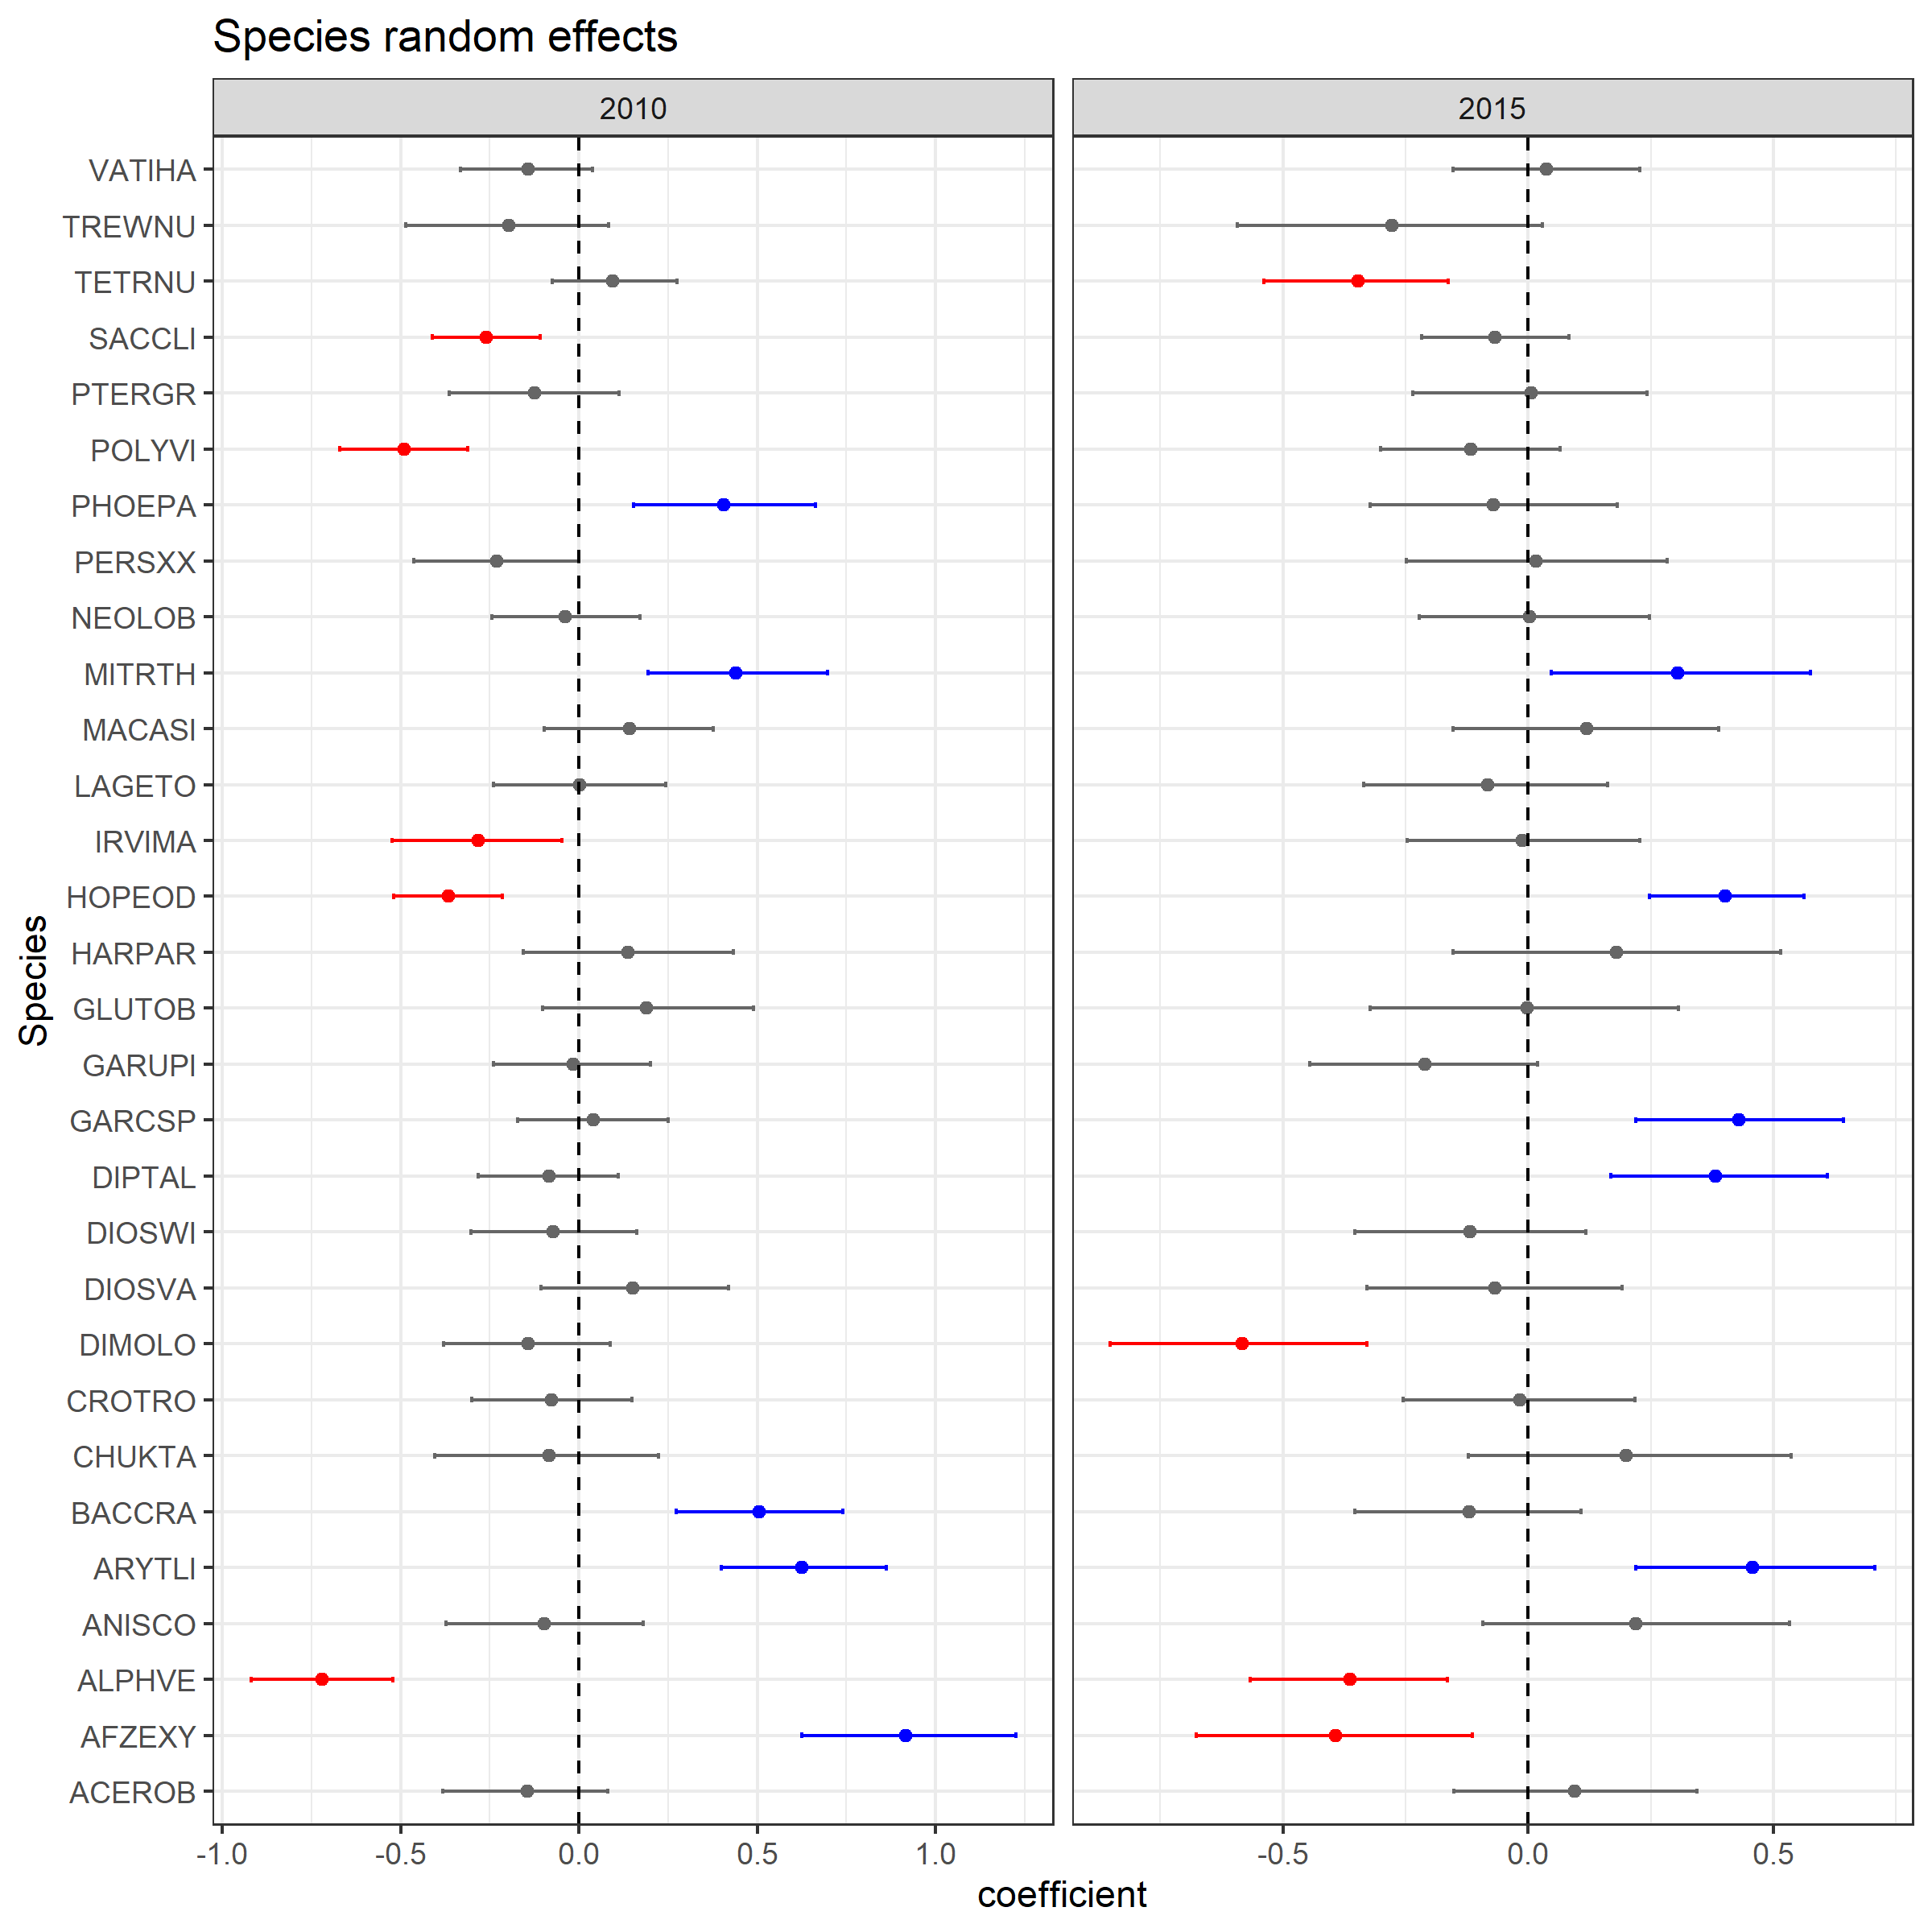 Species random effects
2010
2015
Species
VATIHA
TREWNU
TETRNU
SACCLI
PTERGR
POLYVI
PHOEPA
PERSXX
NEOLOB
MITRTH
MACASI
LAGETO
IRVIMA
HOPEOD
HARPAR
GLUTOB
GARUPI
GARCSP
DIPTAL
DIOSWI
DIOSVA
DIMOLO
CROTRO
CHUKTA
BACCRA
ARYTLI
ANISCO
ALPHVE
AFZEXY
ACEROB
-1.0 -0.5 0.0 0.5 1.0
-0.5 0.0 0.5
coefficient